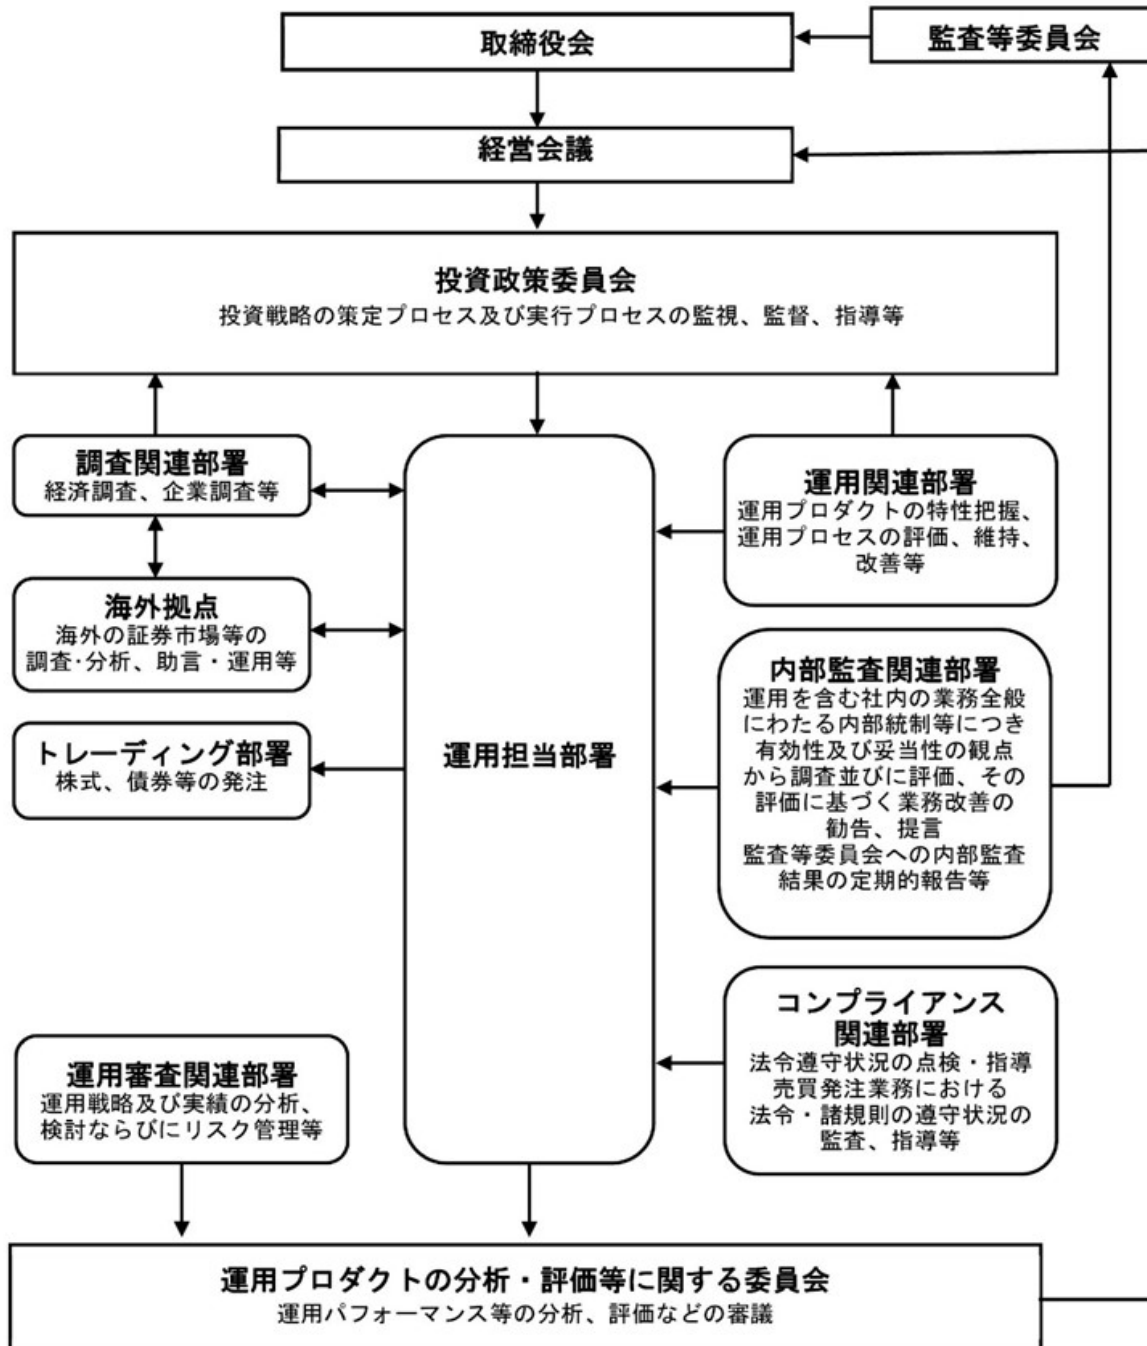 取締役会
監査等委員会
経営会議
投資政策委員会
投資戦略の策定プロセス及び実行プロセスの監視、監督、指導等
調査関連部署
経済調査、企業調査等
海外拠点
海外の証券市場等の
調査･分析、助言・運用等
トレーディング部署
株式、債券等の発注
運用担当部署
運用関連部署
運用プロダクトの特性把握、
運用プロセスの評価、維持、
改善等
内部監査関連部署
運用を含む社内の業務全般
にわたる内部統制等につき
有効性及び妥当性の観点
から調査並びに評価、その
評価に基づく業務改善の
勧告、提言
監査等委員会への内部監査
結果の定期的報告等
コンプライアンス
関連部署
法令遵守状況の点検・指導
売買発注業務における
法令・諸規則の遵守状況の
監査、指導等
運用審査関連部署
運用戦略及び実績の分析、
検討ならびにリスク管理等
運用プロダクトの分析・評価等に関する委員会
運用パフォーマンス等の分析、評価などの審議